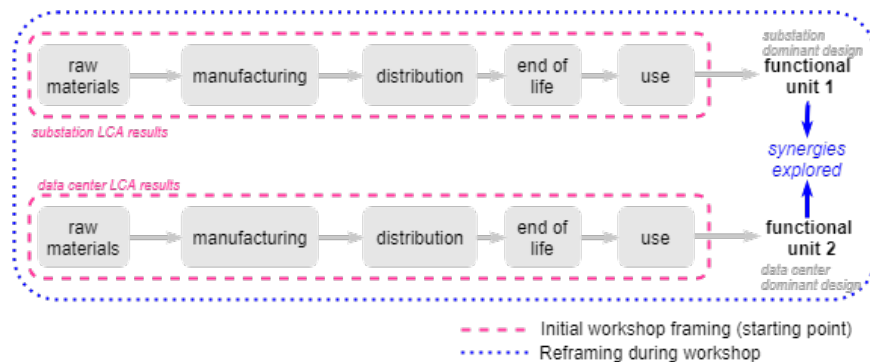 substation
dominant design
raw
materials
manufacturing
distribution
end of
life
use
functional
unit 1
substation LCA results
synergies
explored
data center LCA results
raw
materials
manufacturing
distribution
end of
life
use
functional
unit 2
data center
dominant design
Initial workshop framing (starting point)
Reframing during workshop